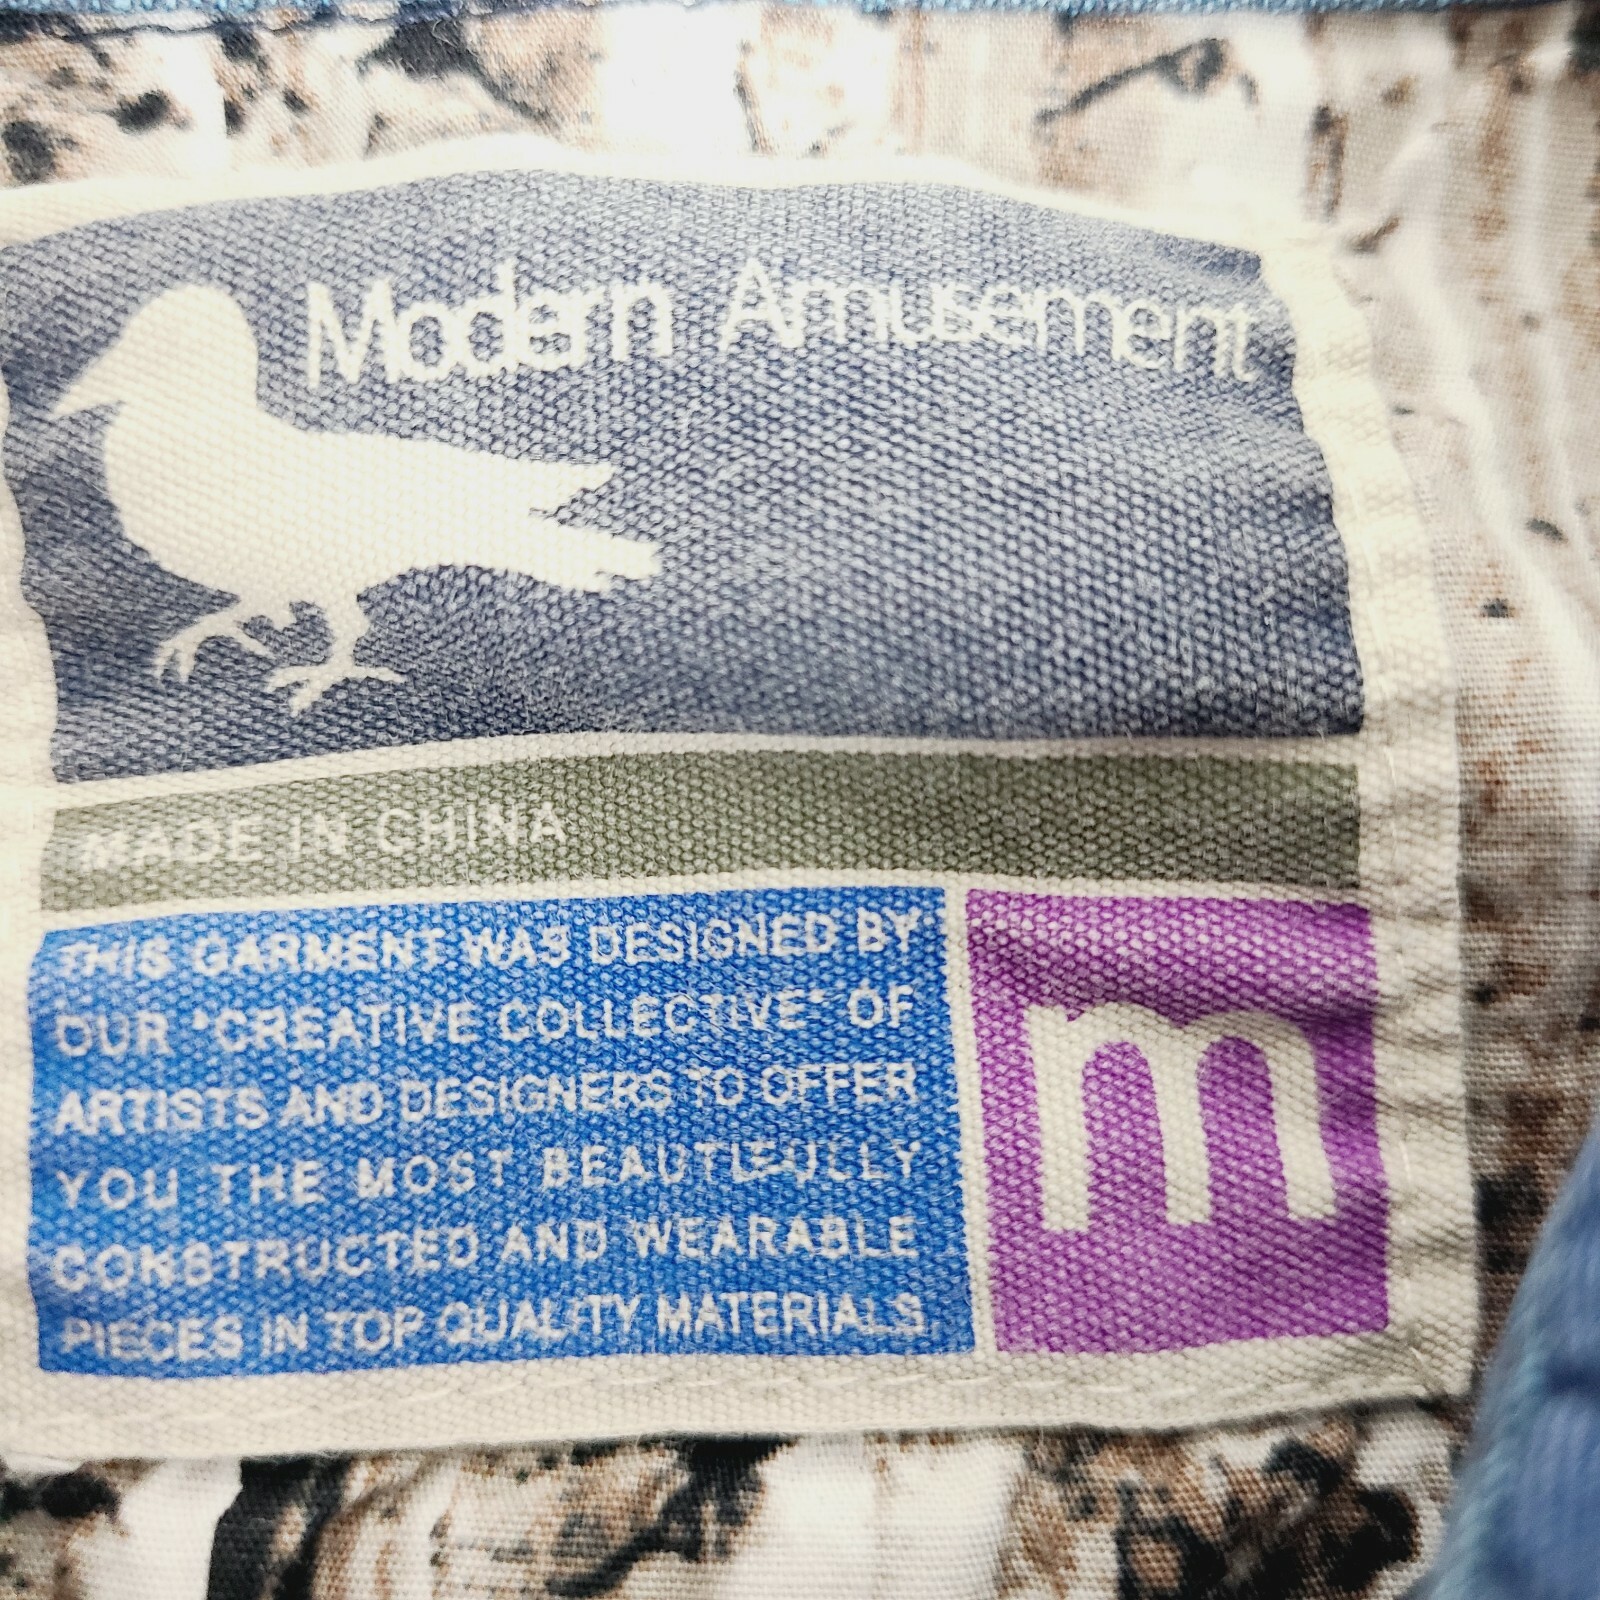 Modern Amusement
MADE IN CHINA
THIS GARMENT WAS DESIGNED BY
OUR "CREATIVE COLLECTIVE" OF
ARTISTS AND DESIGNERS TO OFFER
YOU THE MOST BEAUTIFULLY
CONSTRUCTED AND WEARABLE
PIECES IN TOP QUALITY MATERIALS
m